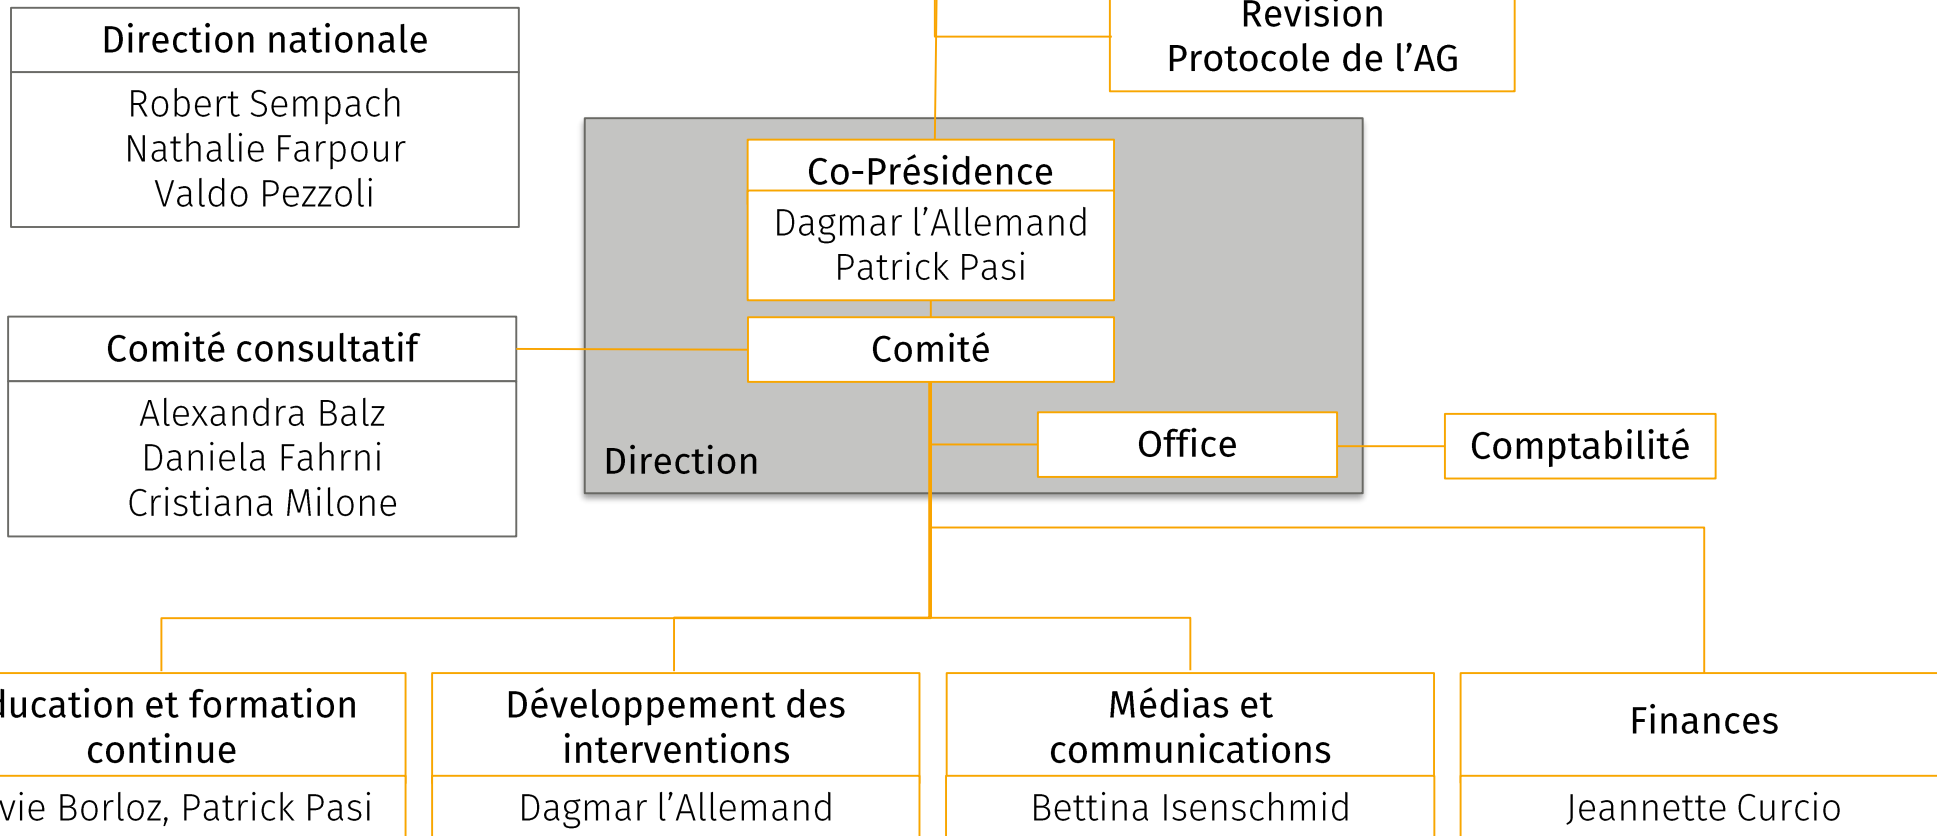 Direction nationale
Robert Sempach
Nathalie Farpour
Valdo Pezzoli
Revision
Protocole de l’AG
Co-Présidence
Dagmar l’Allemand
Patrick Pasi
Comité consultatif
Alexandra Balz
Daniela Fahrni
Cristiana Milone
Comité
Direction
Office
Comptabilité
et formation
continue
Borloz, Patrick Pasi
Développement des
interventions
Dagmar l’Allemand
Médias et
communications
Bettina Isenschmid
Finances
Jeannette Curcio